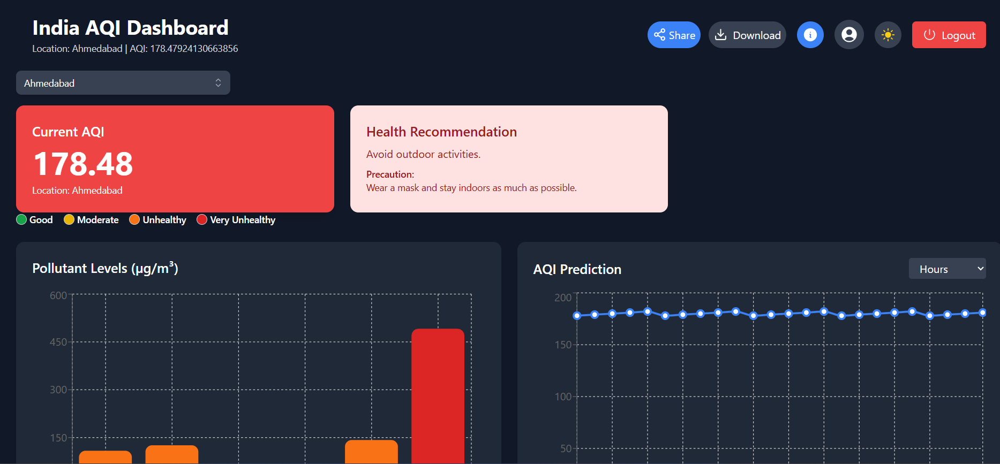 India AQI Dashboard
Location: Ahmedabad | AQI: 178.47924130663856
Share
Download
Logout
Ahmedabad
Current AQI
178.48
Location: Ahmedabad
Health Recommendation
Avoid outdoor activities.
Precaution:
Wear a mask and stay indoors as much as possible.
Good
Moderate
Unhealthy
Very Unhealthy
Pollutant Levels (µg/m³)
600
450
300
150
AQI Prediction
Hours
200
150
100
50